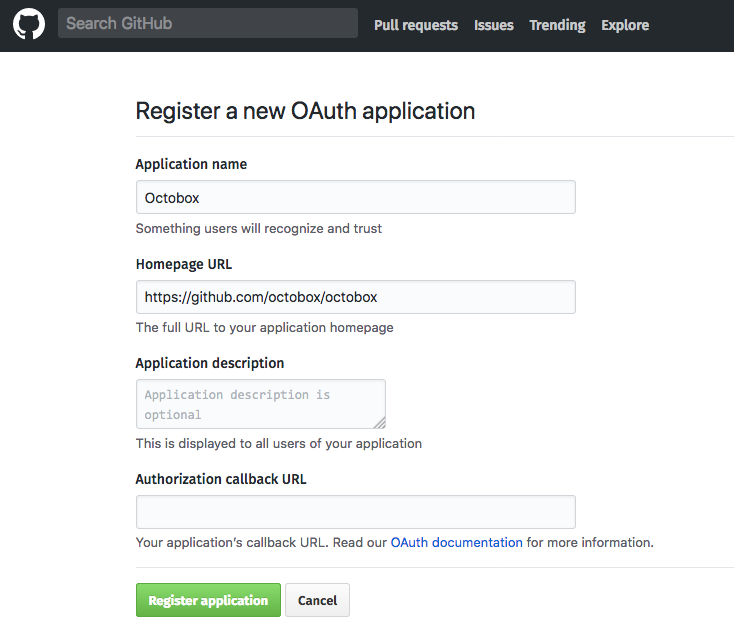 Search GitHub
Pull requests Issues Trending Explore
Register a new OAuth application
Application name
Octobox
Something users will recognize and trust
Homepage URL
https://github.com/octobox/octobox
The full URL to your application homepage
Application description
Application description is
optional
This is displayed to all users of your application
Authorization callback URL
Your application's callback URL. Read our OAuth documentation for more information.
Register application Cancel